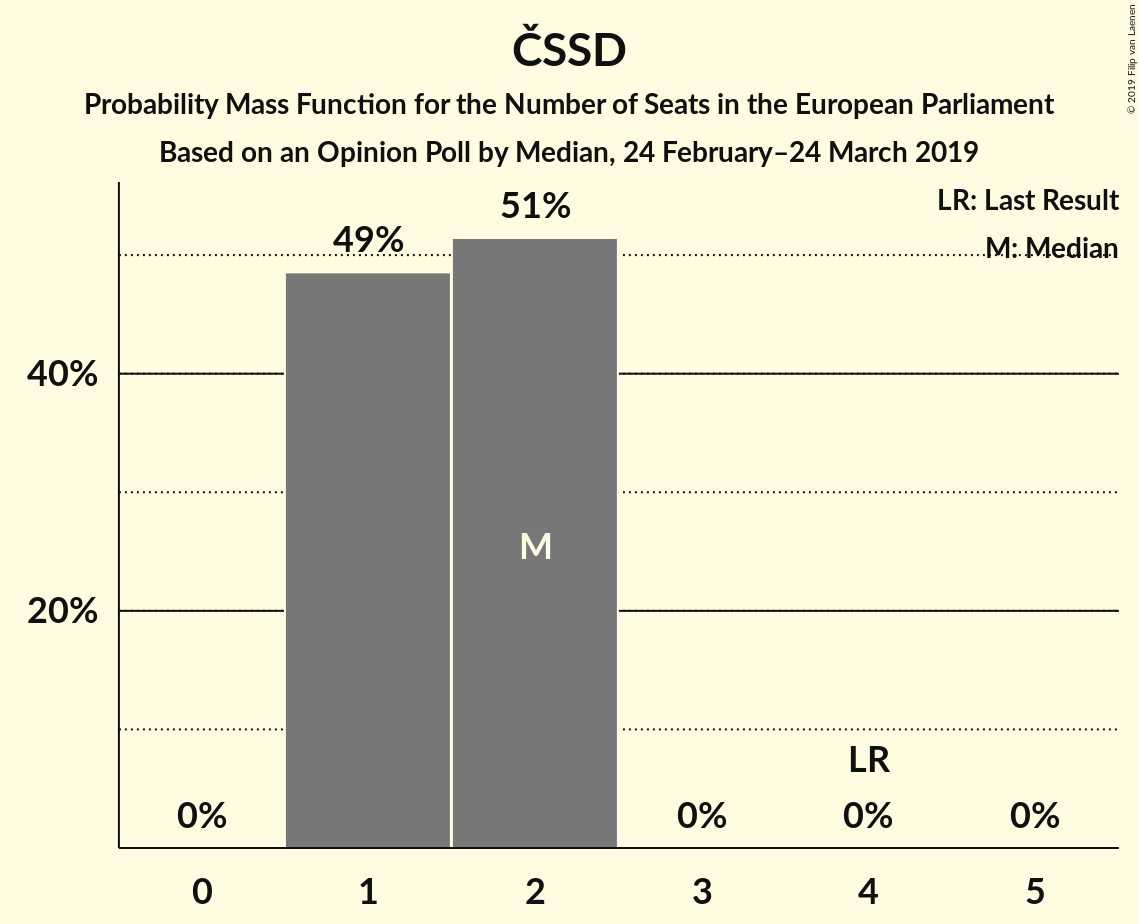 ČSSD
Probability Mass Function for the Number of Seats in the European Parliament
Based on an Opinion Poll by Median, 24 February–24 March 2019
© 2019 Filip van Laenen
LR: Last Result
M: Median
51%
49%
40%
20%
M
LR
0%
0%
0%
0%
0
1
2
3
4
5